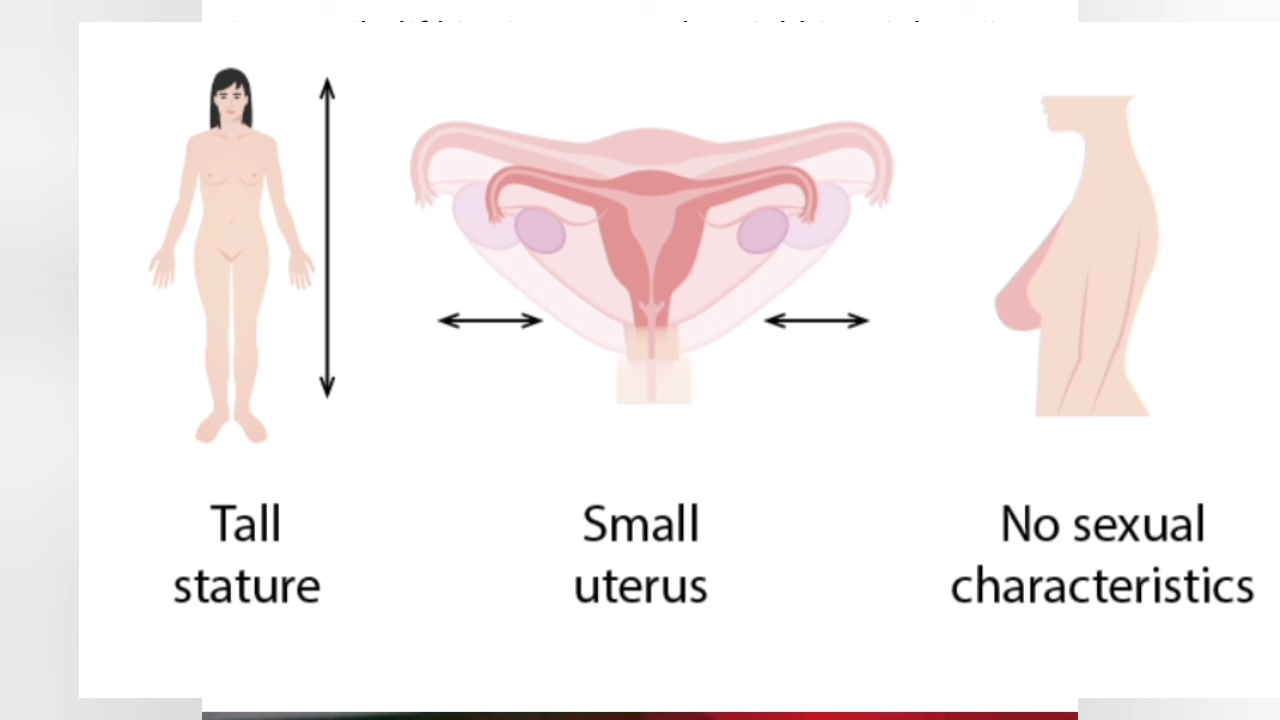 Tall
stature
Small
uterus
No sexual
characteristics